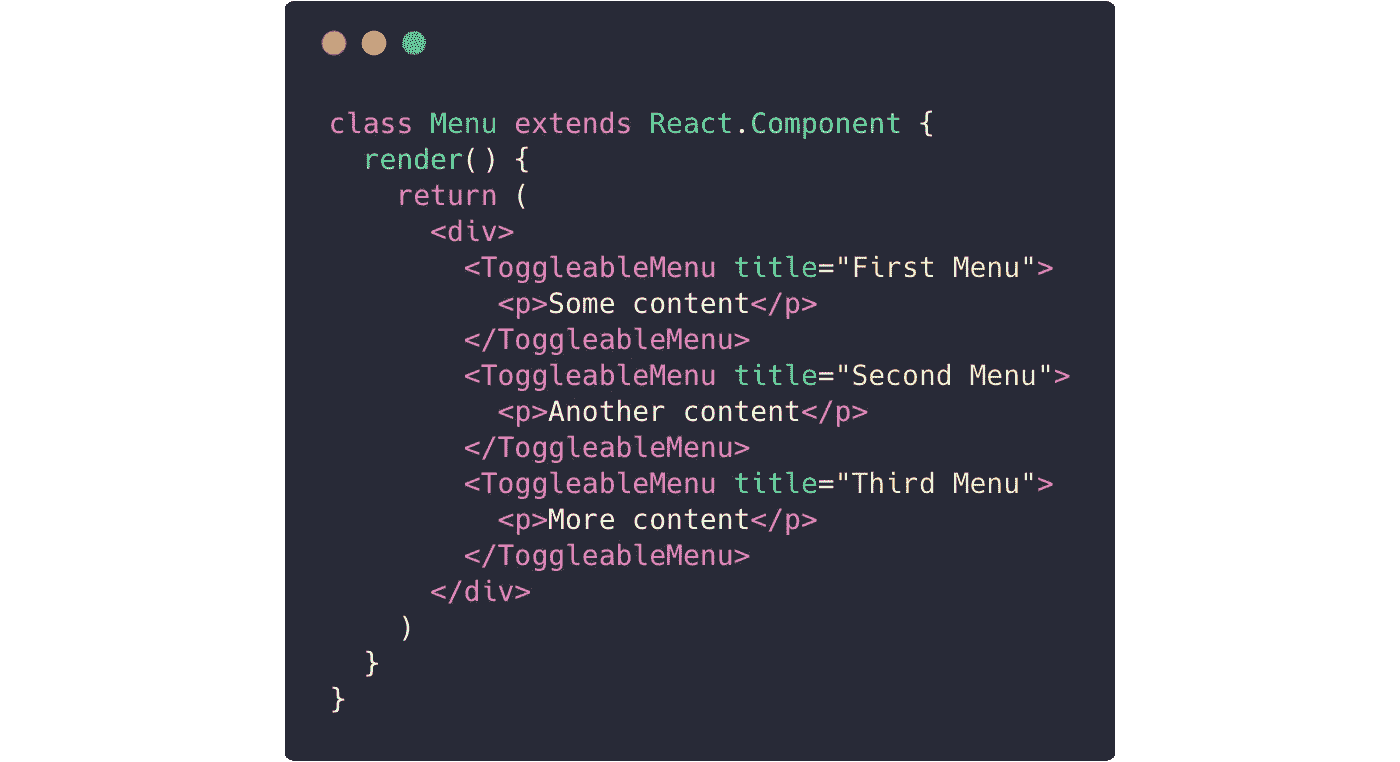 class Menu extends React.Component {
  render() {
    return (
      <div>
        <ToggleableMenu title="First Menu">
          <p>Some content</p>
        </ToggleableMenu>
        <ToggleableMenu title="Second Menu">
          <p>Another content</p>
        </ToggleableMenu>
        <ToggleableMenu title="Third Menu">
          <p>More content</p>
        </ToggleableMenu>
      </div>
    )
  }
}